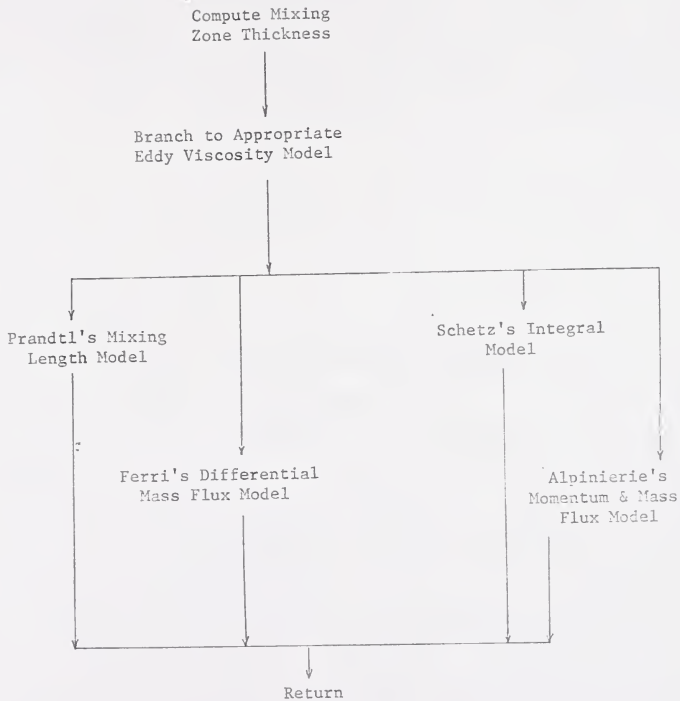 Compute Mixing
Zone Thickness
Branch to Appropriate
Eddy Viscosity Model
Prandtl's Mixing
Length Model
Schetz's Integral
Model
Ferri's Differential
Mass Flux Model
Alpinierie's
Momentum & Mass
Flux Model
Return